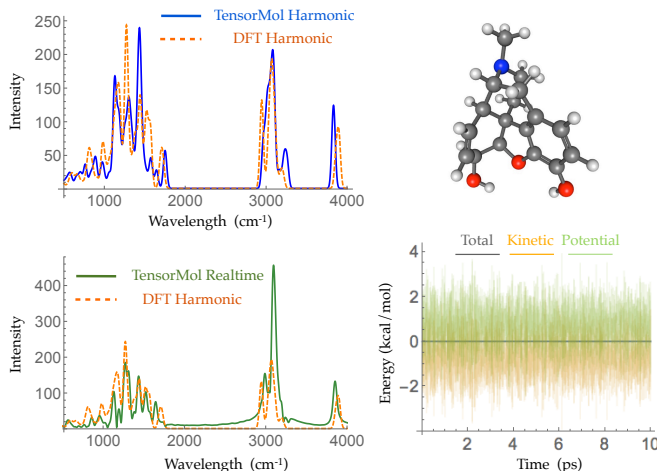 TensorMol Harmonic
DFT Harmonic
Intensity
250
200
150
100
50
1000
2000
3000
4000
Wavelength (cm⁻¹)
TensorMol Realtime
DFT Harmonic
Intensity
400
300
200
100
1000
2000
3000
4000
Wavelength (cm⁻¹)
Total Kinetic Potential
Energy (kcal/mol)
4
2
0
−2
2
4
6
8
10
Time (ps)